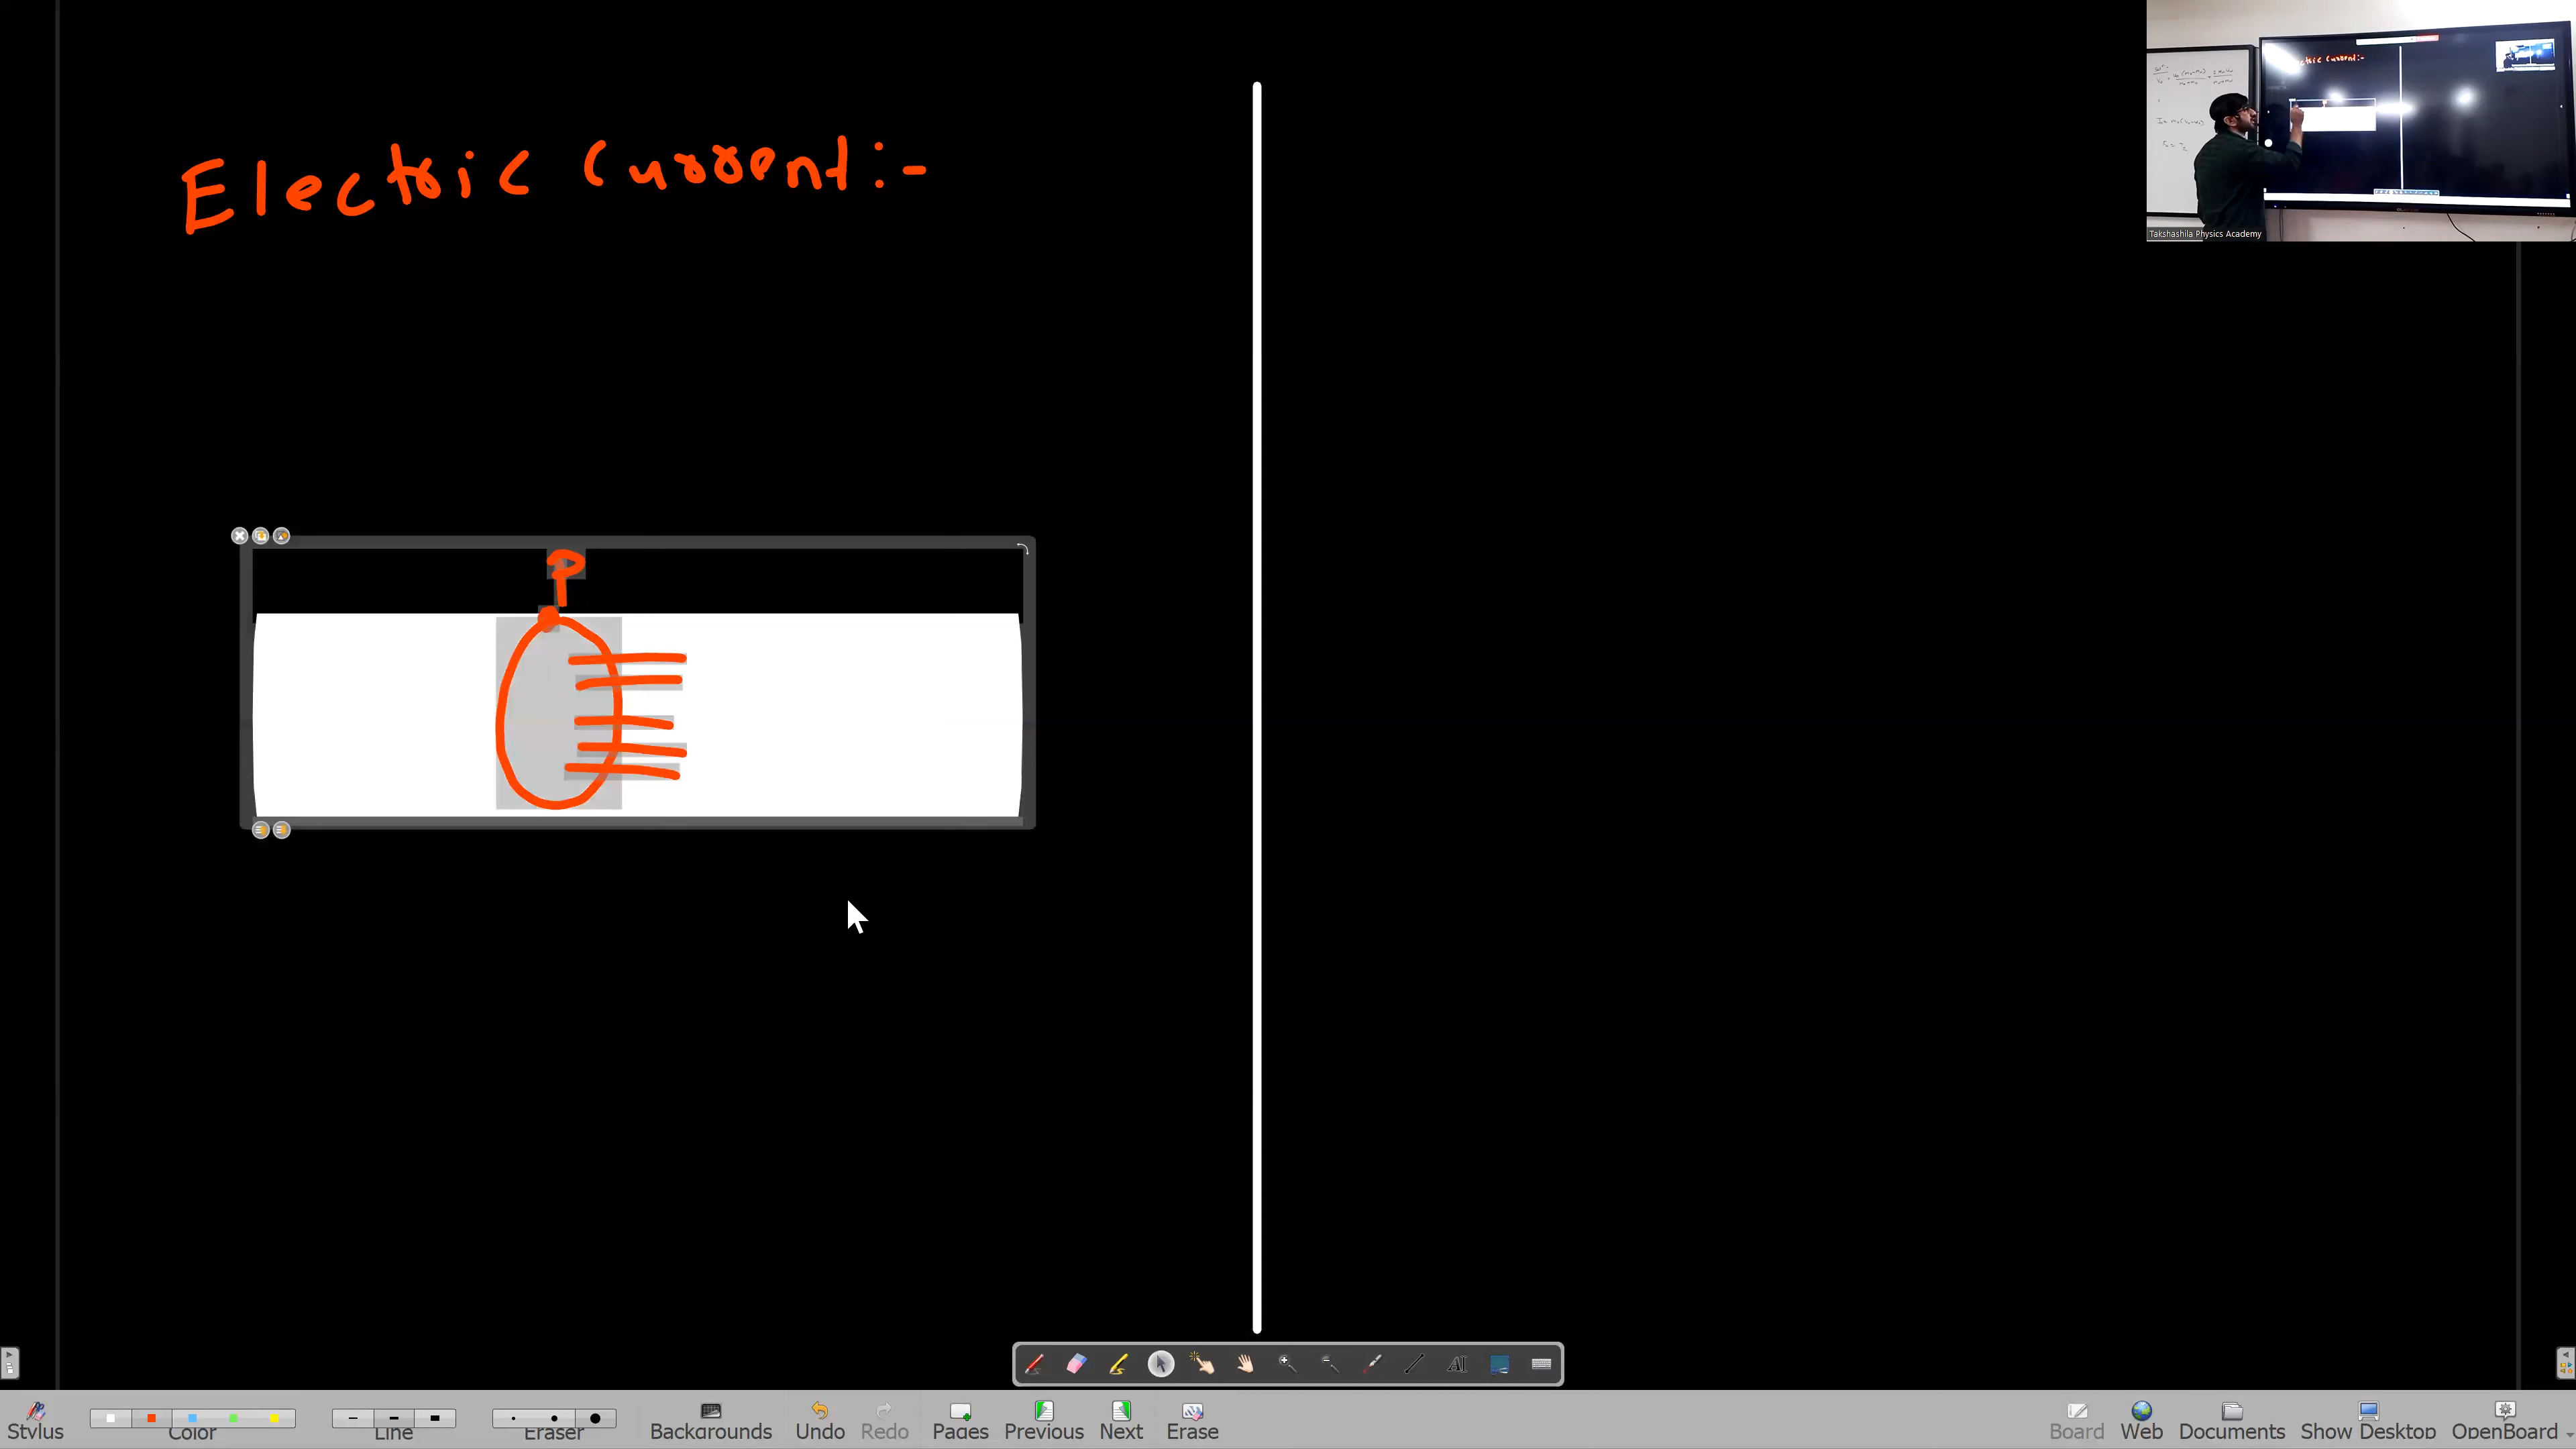 Electric Current:-
P
Takshashila Physics Academy
Stylus
Color
Line
Eraser
Backgrounds
Undo
Redo
Pages
Previous
Next
Erase
Board
Web
Documents
Show Desktop
OpenBoard